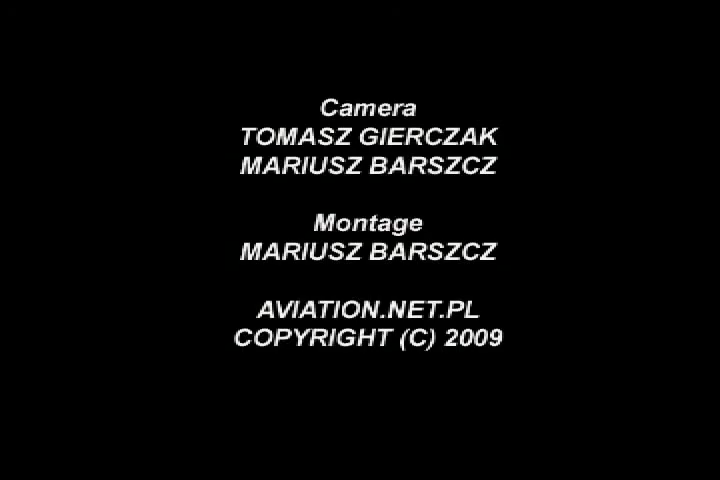 Camera
TOMASZ GIERCZAK
MARIUSZ BARSZCZ
Montage
MARIUSZ BARSZCZ
AVIATION.NET.PL
COPYRIGHT (C) 2009